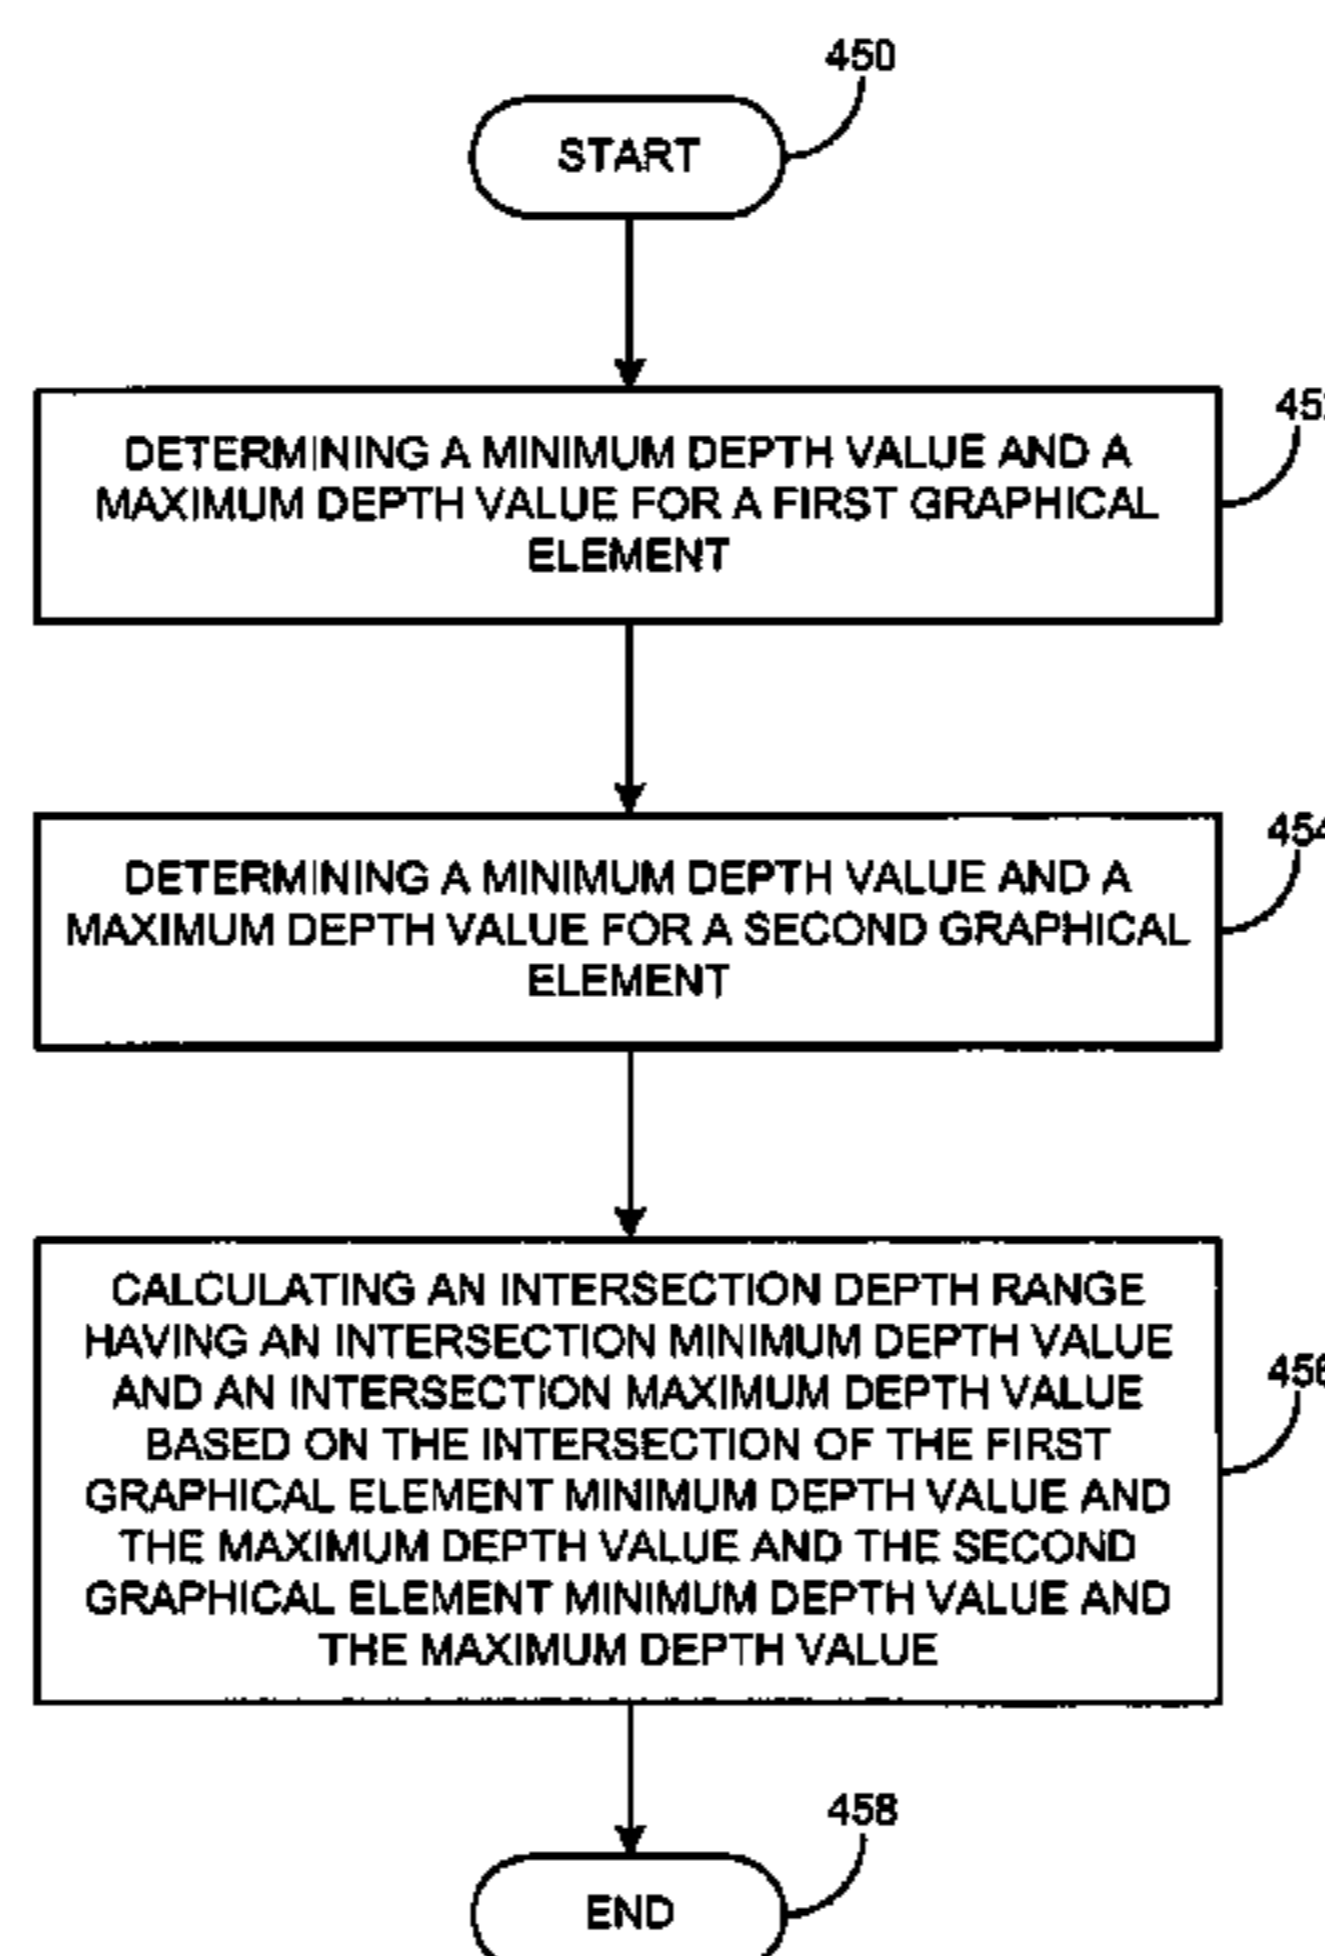 450
START
DETERMINING A MINIMUM DEPTH VALUE AND A
MAXIMUM DEPTH VALUE FOR A FIRST GRAPHICAL
ELEMENT
DETERMINING A MINIMUM DEPTH VALUE AND A
MAXIMUM DEPTH VALUE FOR A SECOND GRAPHICAL
ELEMENT
454
CALCULATING AN INTERSECTION DEPTH RANGE
HAVING AN INTERSECTION MINIMUM DEPTH VALUE
AND AN INTERSECTION MAXIMUM DEPTH VALUE
BASED ON THE INTERSECTION OF THE FIRST
GRAPHICAL ELEMENT MINIMUM DEPTH VALUE AND
THE MAXIMUM DEPTH VALUE AND THE SECOND
GRAPHICAL ELEMENT MINIMUM DEPTH VALUE AND
THE MAXIMUM DEPTH VALUE
456
458
END